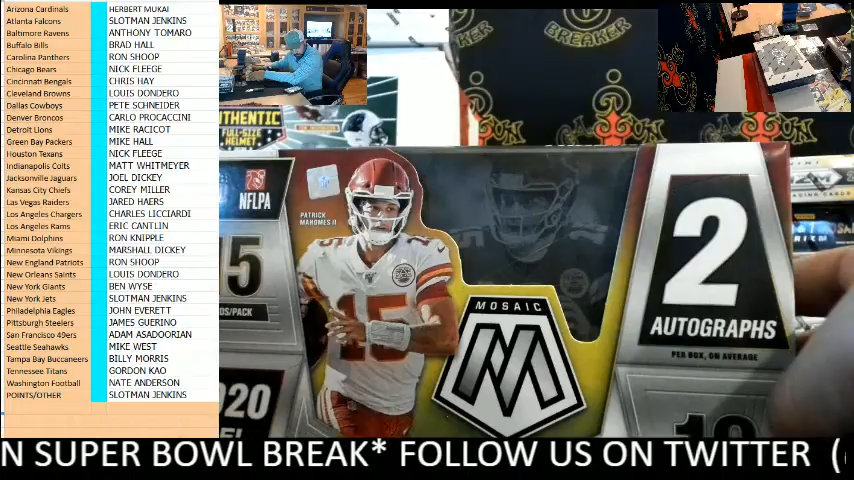 Arizona Cardinals HERBERT MUKAI
Atlanta Falcons SLOTMAN JENKINS
Baltimore Ravens ANTHONY TOMARO
Buffalo Bills BRAD HALL
Carolina Panthers RON SHOOP
Chicago Bears NICK FLEEGE
Cincinnati Bengals CHRIS HAY
Cleveland Browns LOUIS DONDERO
Dallas Cowboys PETE SCHNEIDER
Denver Broncos CARLO PROCACCINI
Detroit Lions MIKE RACICOT
Green Bay Packers MIKE HALL
Houston Texans NICK FLEEGE
Indianapolis Colts MATT WHITMEYER
Jacksonville Jaguars JOEL DICKEY
Kansas City Chiefs COREY MILLER
Las Vegas Raiders JARED HAERS
Los Angeles Chargers CHARLES LICCIARDI
Los Angeles Rams ERIC CANTLIN
Miami Dolphins RON KNIPPLE
Minnesota Vikings MARSHALL DICKEY
New England Patriots RON SHOOP
New Orleans Saints LOUIS DONDERO
New York Giants BEN WYSE
New York Jets SLOTMAN JENKINS
Philadelphia Eagles JOHN EVERETT
Pittsburgh Steelers JAMES GUERINO
San Francisco 49ers ADAM ASADOORIAN
Seattle Seahawks MIKE WEST
Tampa Bay Buccaneers BILLY MORRIS
Tennessee Titans GORDON KAO
Washington Football NATE ANDERSON
POINTS/OTHER SLOTMAN JENKINS
BREAKER
FULL-SIZE
HELMET
NFLPA
PATRICK
MAHOMES II
15
MOSAIC
M
2
AUTOGRAPHS
PER BOX, ON AVERAGE
N SUPER BOWL BREAK* FOLLOW US ON TWITTER (